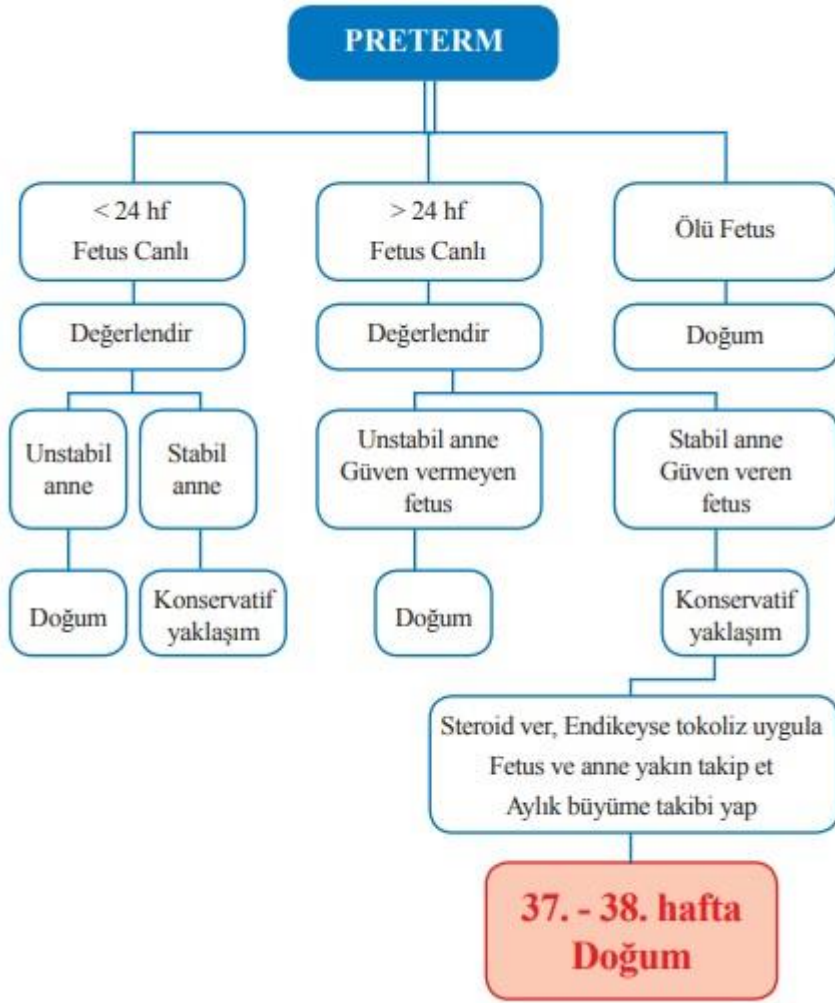 PRETERM
< 24 hf
Fetus Canlı
> 24 hf
Fetus Canlı
Ölü Fetus
Değerlendir
Değerlendir
Doğum
Unstabil
anne
Stabil
anne
Unstabil anne
Güven vermeyen
fetus
Stabil anne
Güven veren
fetus
Doğum
Konservatif
yaklaşım
Doğum
Konservatif
yaklaşım
Steroid ver, Endikeyse tokoliz uygula
Fetus ve anne yakın takip et
Aylık büyüme takibi yap
37. - 38. hafta
Doğum